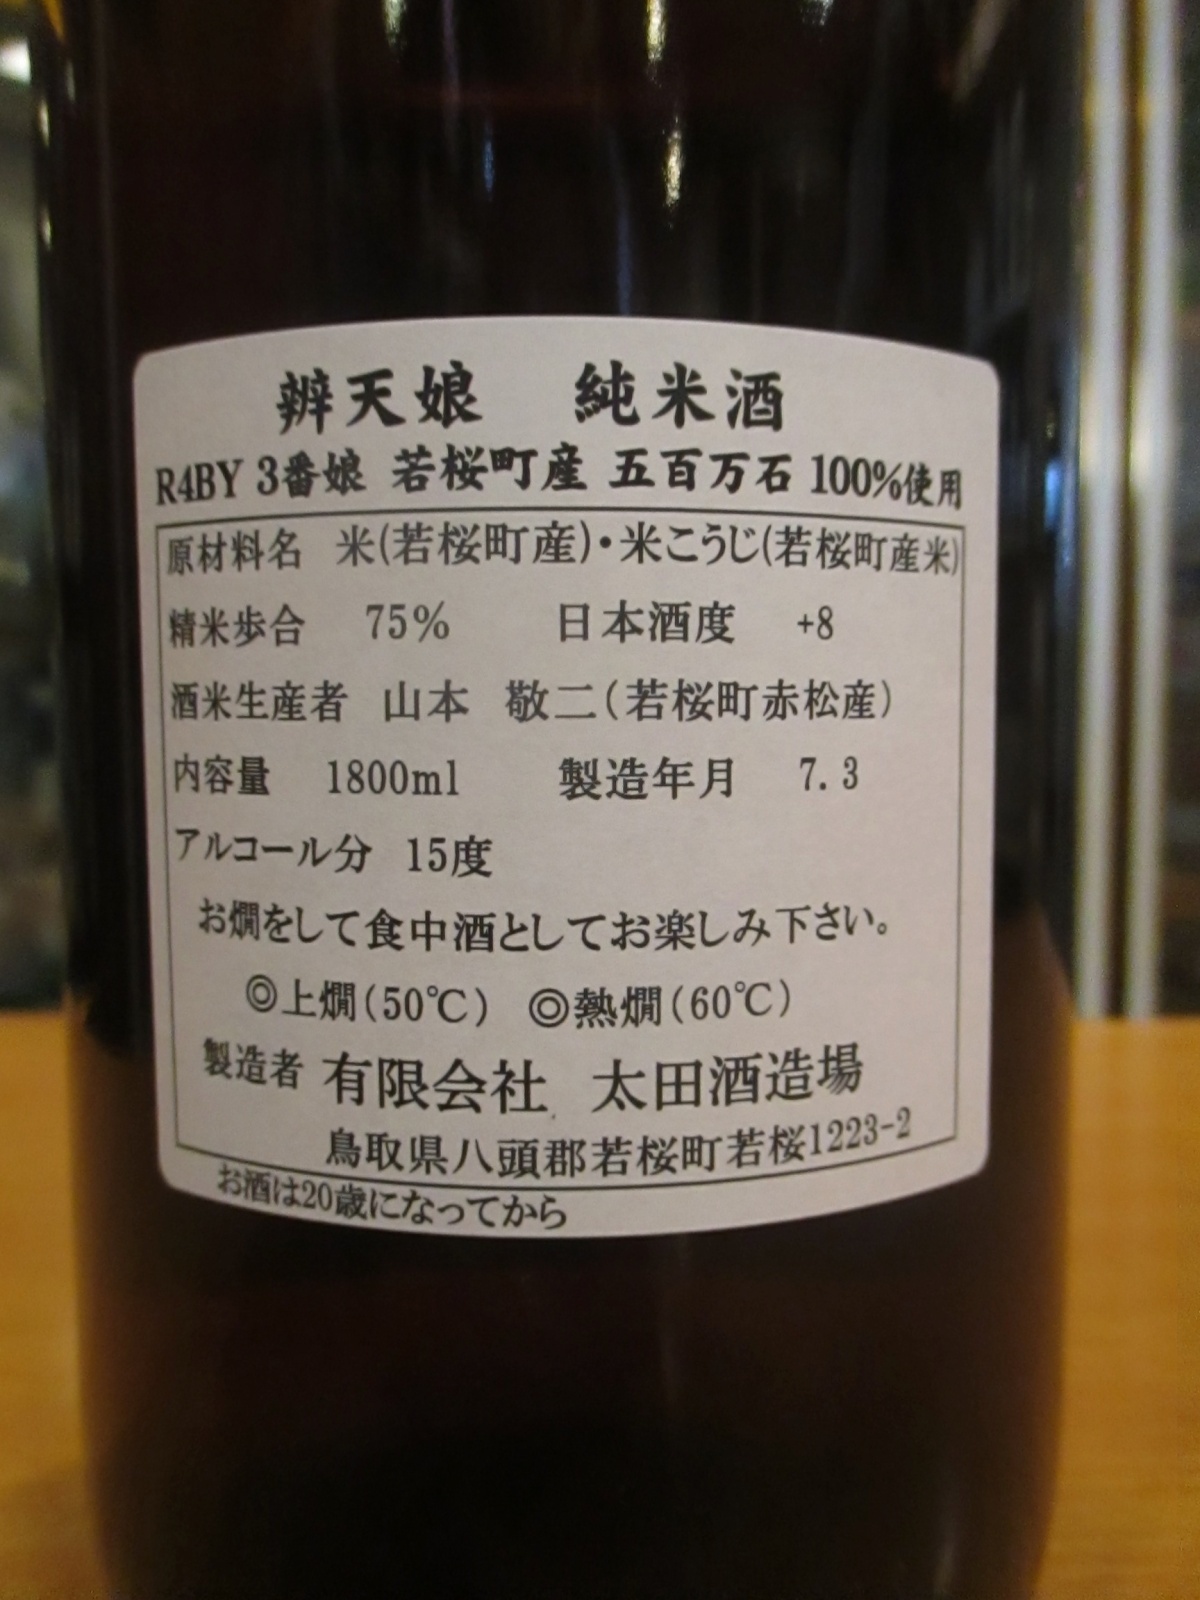 辨天娘 純米酒
R4BY 3番娘 若桜町産 五百万石 100%使用
原材料名 米(若桜町産)・米こうじ(若桜町産米)
精米歩合 75% 日本酒度 +8
酒米生産者 山本 敬二(若桜町赤松産)
内容量 1800ml 製造年月 7.3
アルコール分 15度
お燗をして食中酒としてお楽しみ下さい。
◎上燗(50℃) ◎熱燗(60℃)
製造者 有限会社 太田酒造場
鳥取県八頭郡若桜町若桜1223-2
お酒は20歳になってから